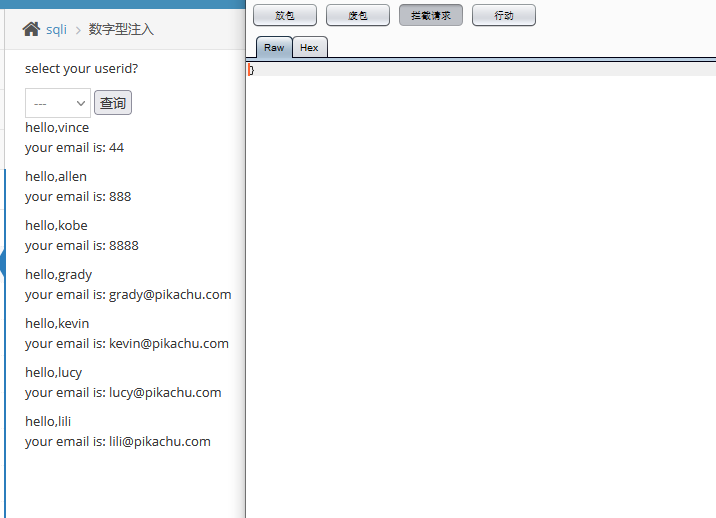 sqli > 数字型注入
select your userid?
--- 查询
hello,vince
your email is: 44
hello,allen
your email is: 888
hello,kobe
your email is: 8888
hello,grady
your email is: grady@pikachu.com
hello,kevin
your email is: kevin@pikachu.com
hello,lucy
your email is: lucy@pikachu.com
hello,lili
your email is: lili@pikachu.com
放包 废包 拦截请求 行动
Raw Hex
}